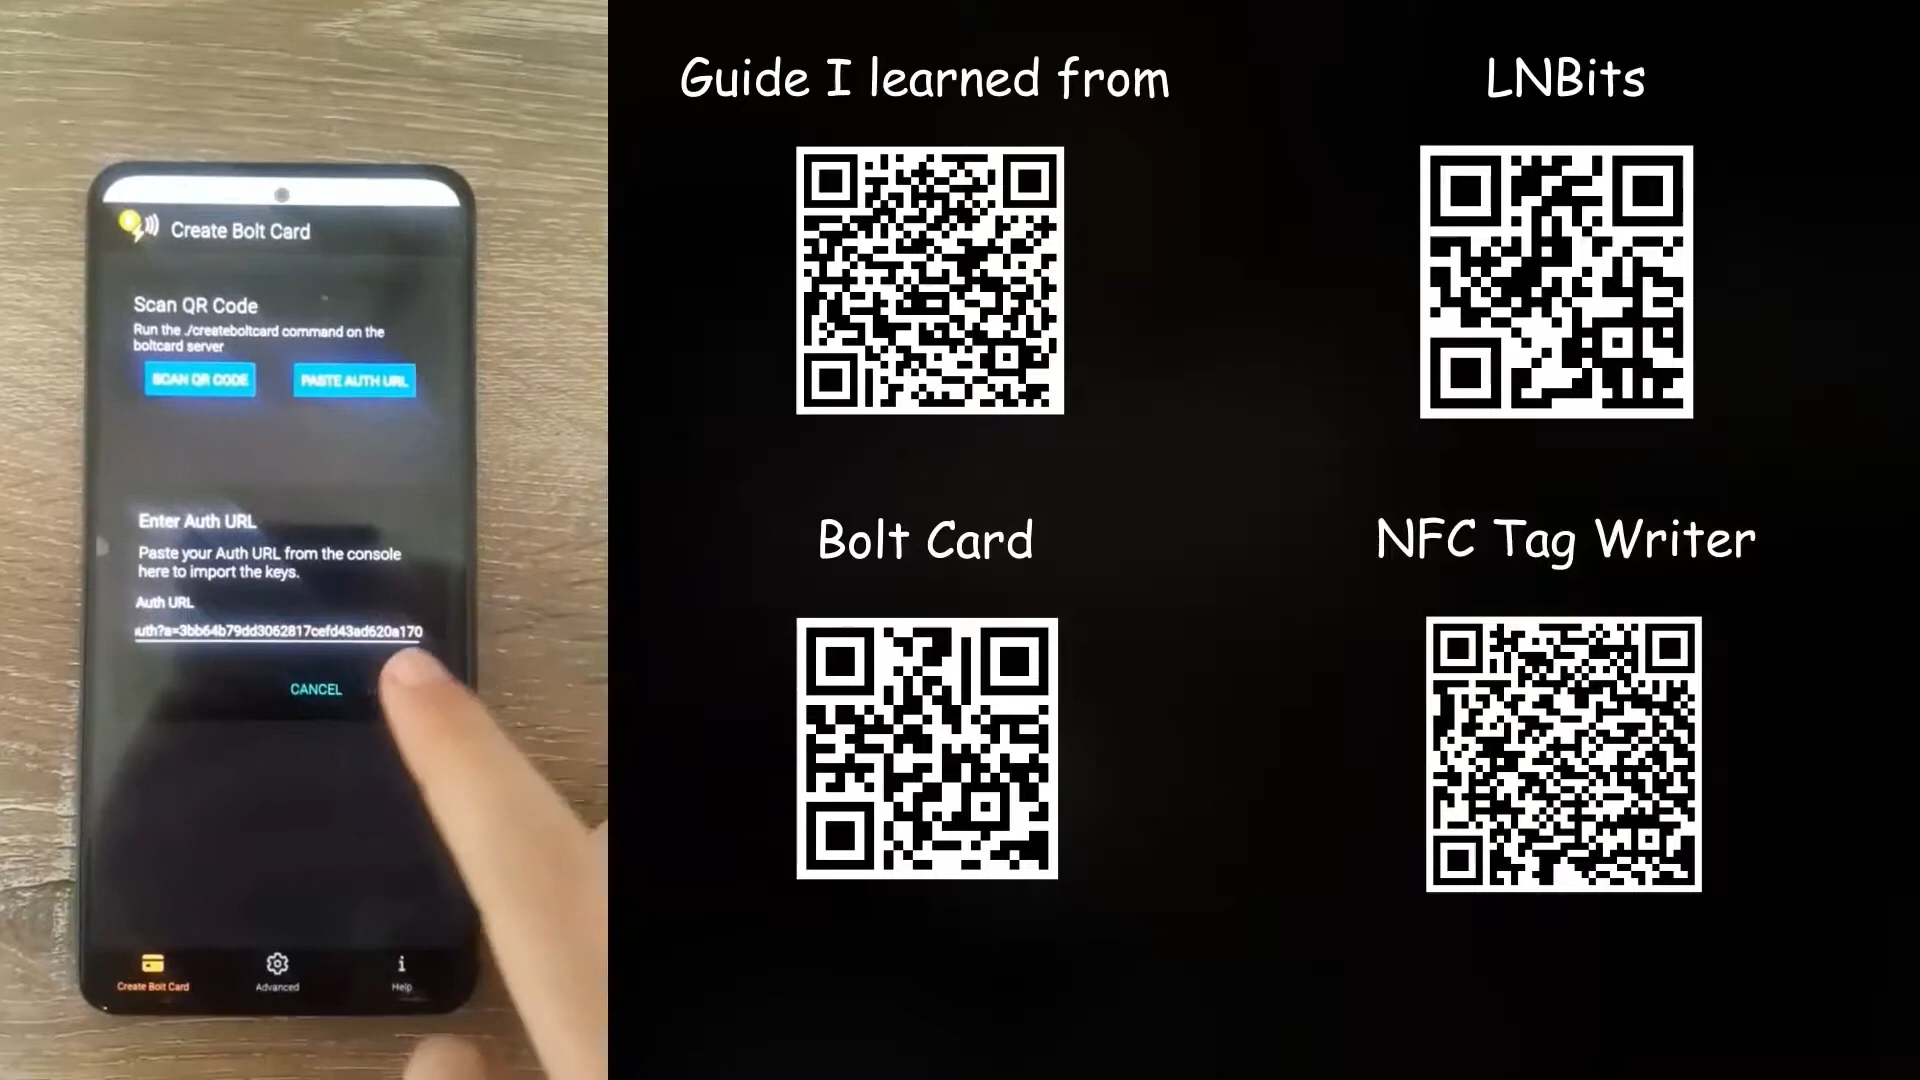 Create Bolt Card
Scan QR Code
Run the ./createboltcard command on the
boltcard server
SCAN QR CODE
PASTE AUTH URL
Enter Auth URL
Paste your Auth URL from the console
here to import the keys.
Auth URL
uth?a=3bb64b79dd3062817cefd43ad620a170
CANCEL
Create Bolt Card
Advanced
Help
Guide I learned from
LNBits
Bolt Card
NFC Tag Writer